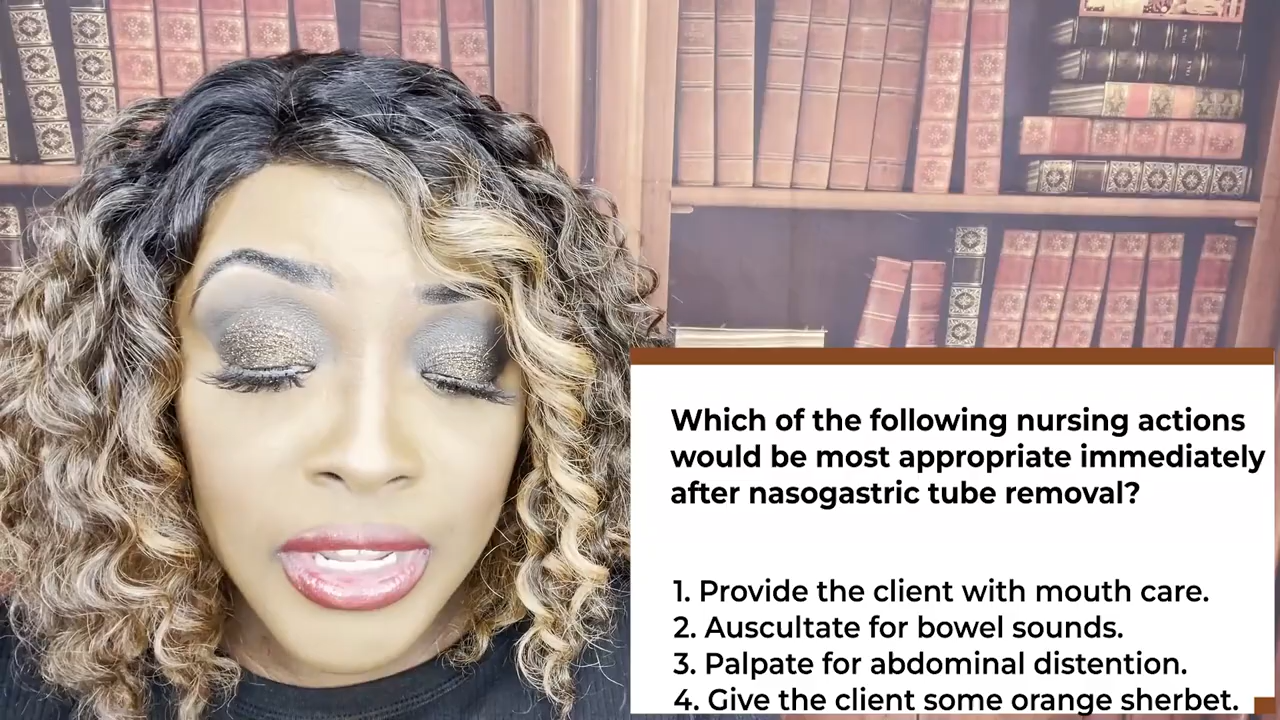 Which of the following nursing actions
would be most appropriate immediately
after nasogastric tube removal?
1. Provide the client with mouth care.
2. Auscultate for bowel sounds.
3. Palpate for abdominal distention.
4. Give the client some orange sherbet.